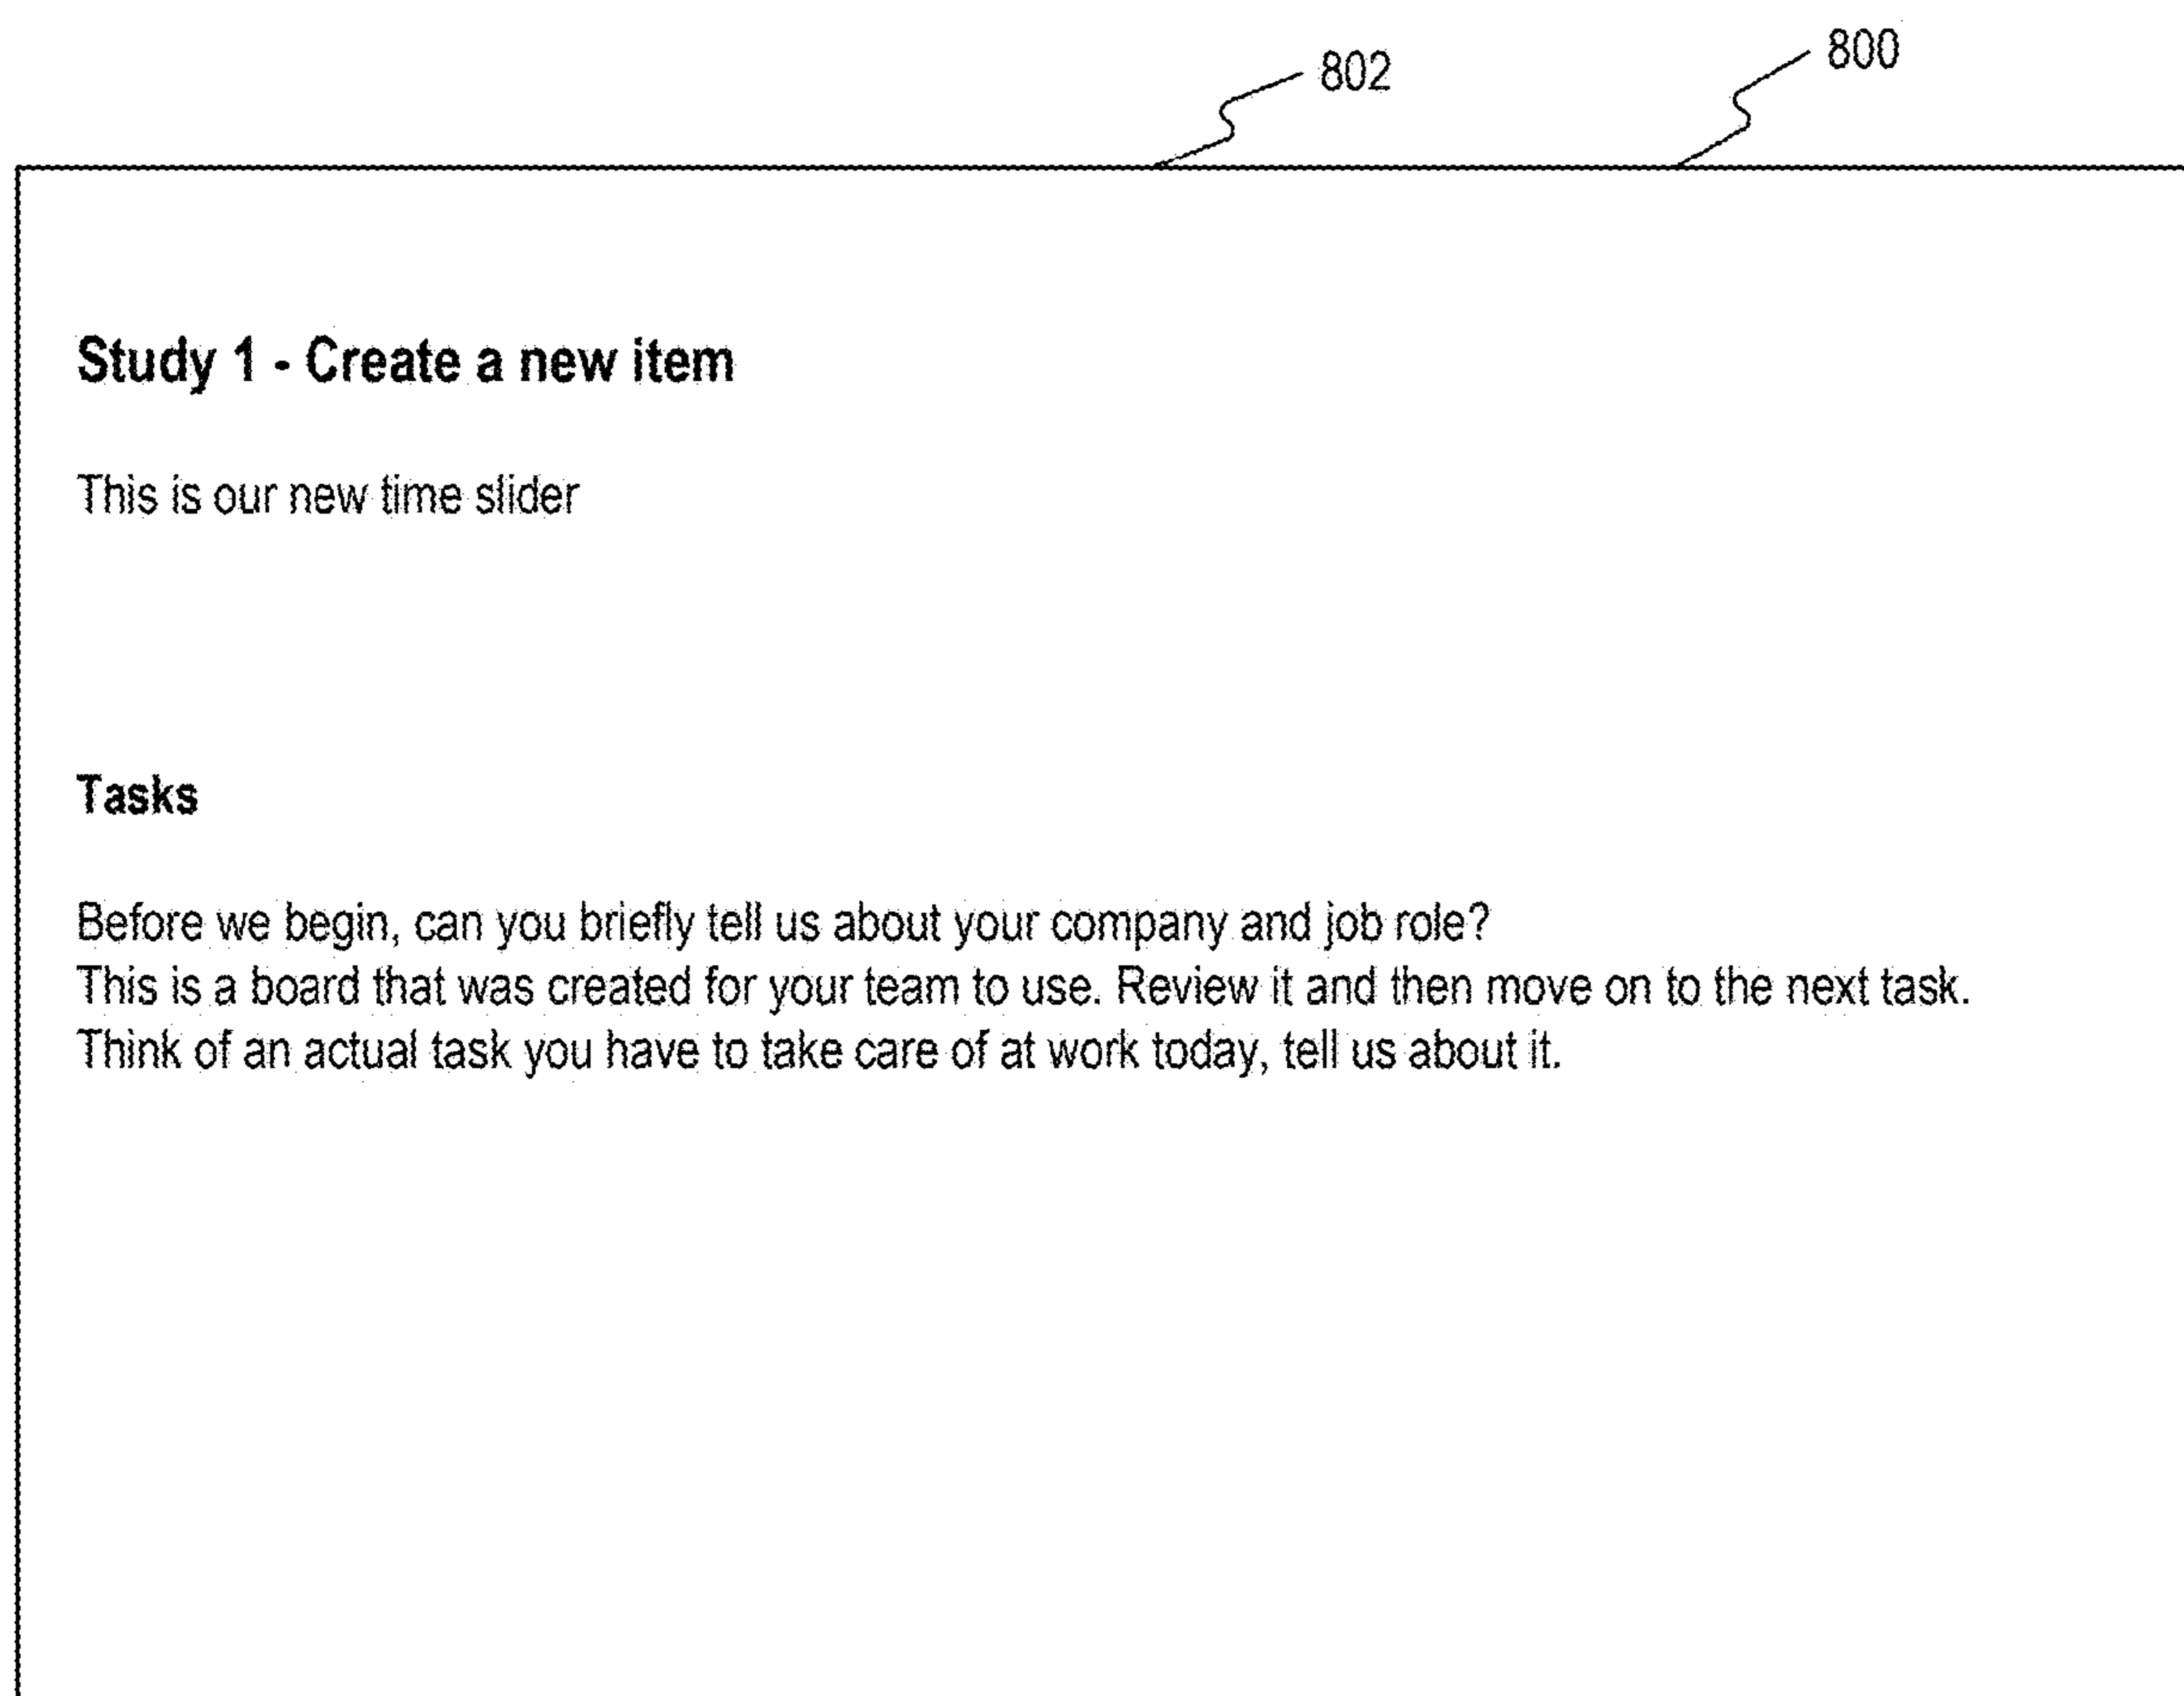 802
800
Study 1 - Create a new item
This is our new time slider
Tasks
Before we begin, can you briefly tell us about your company and job role?
This is a board that was created for your team to use. Review it and then move on to the next task.
Think of an actual task you have to take care of at work today, tell us about it.